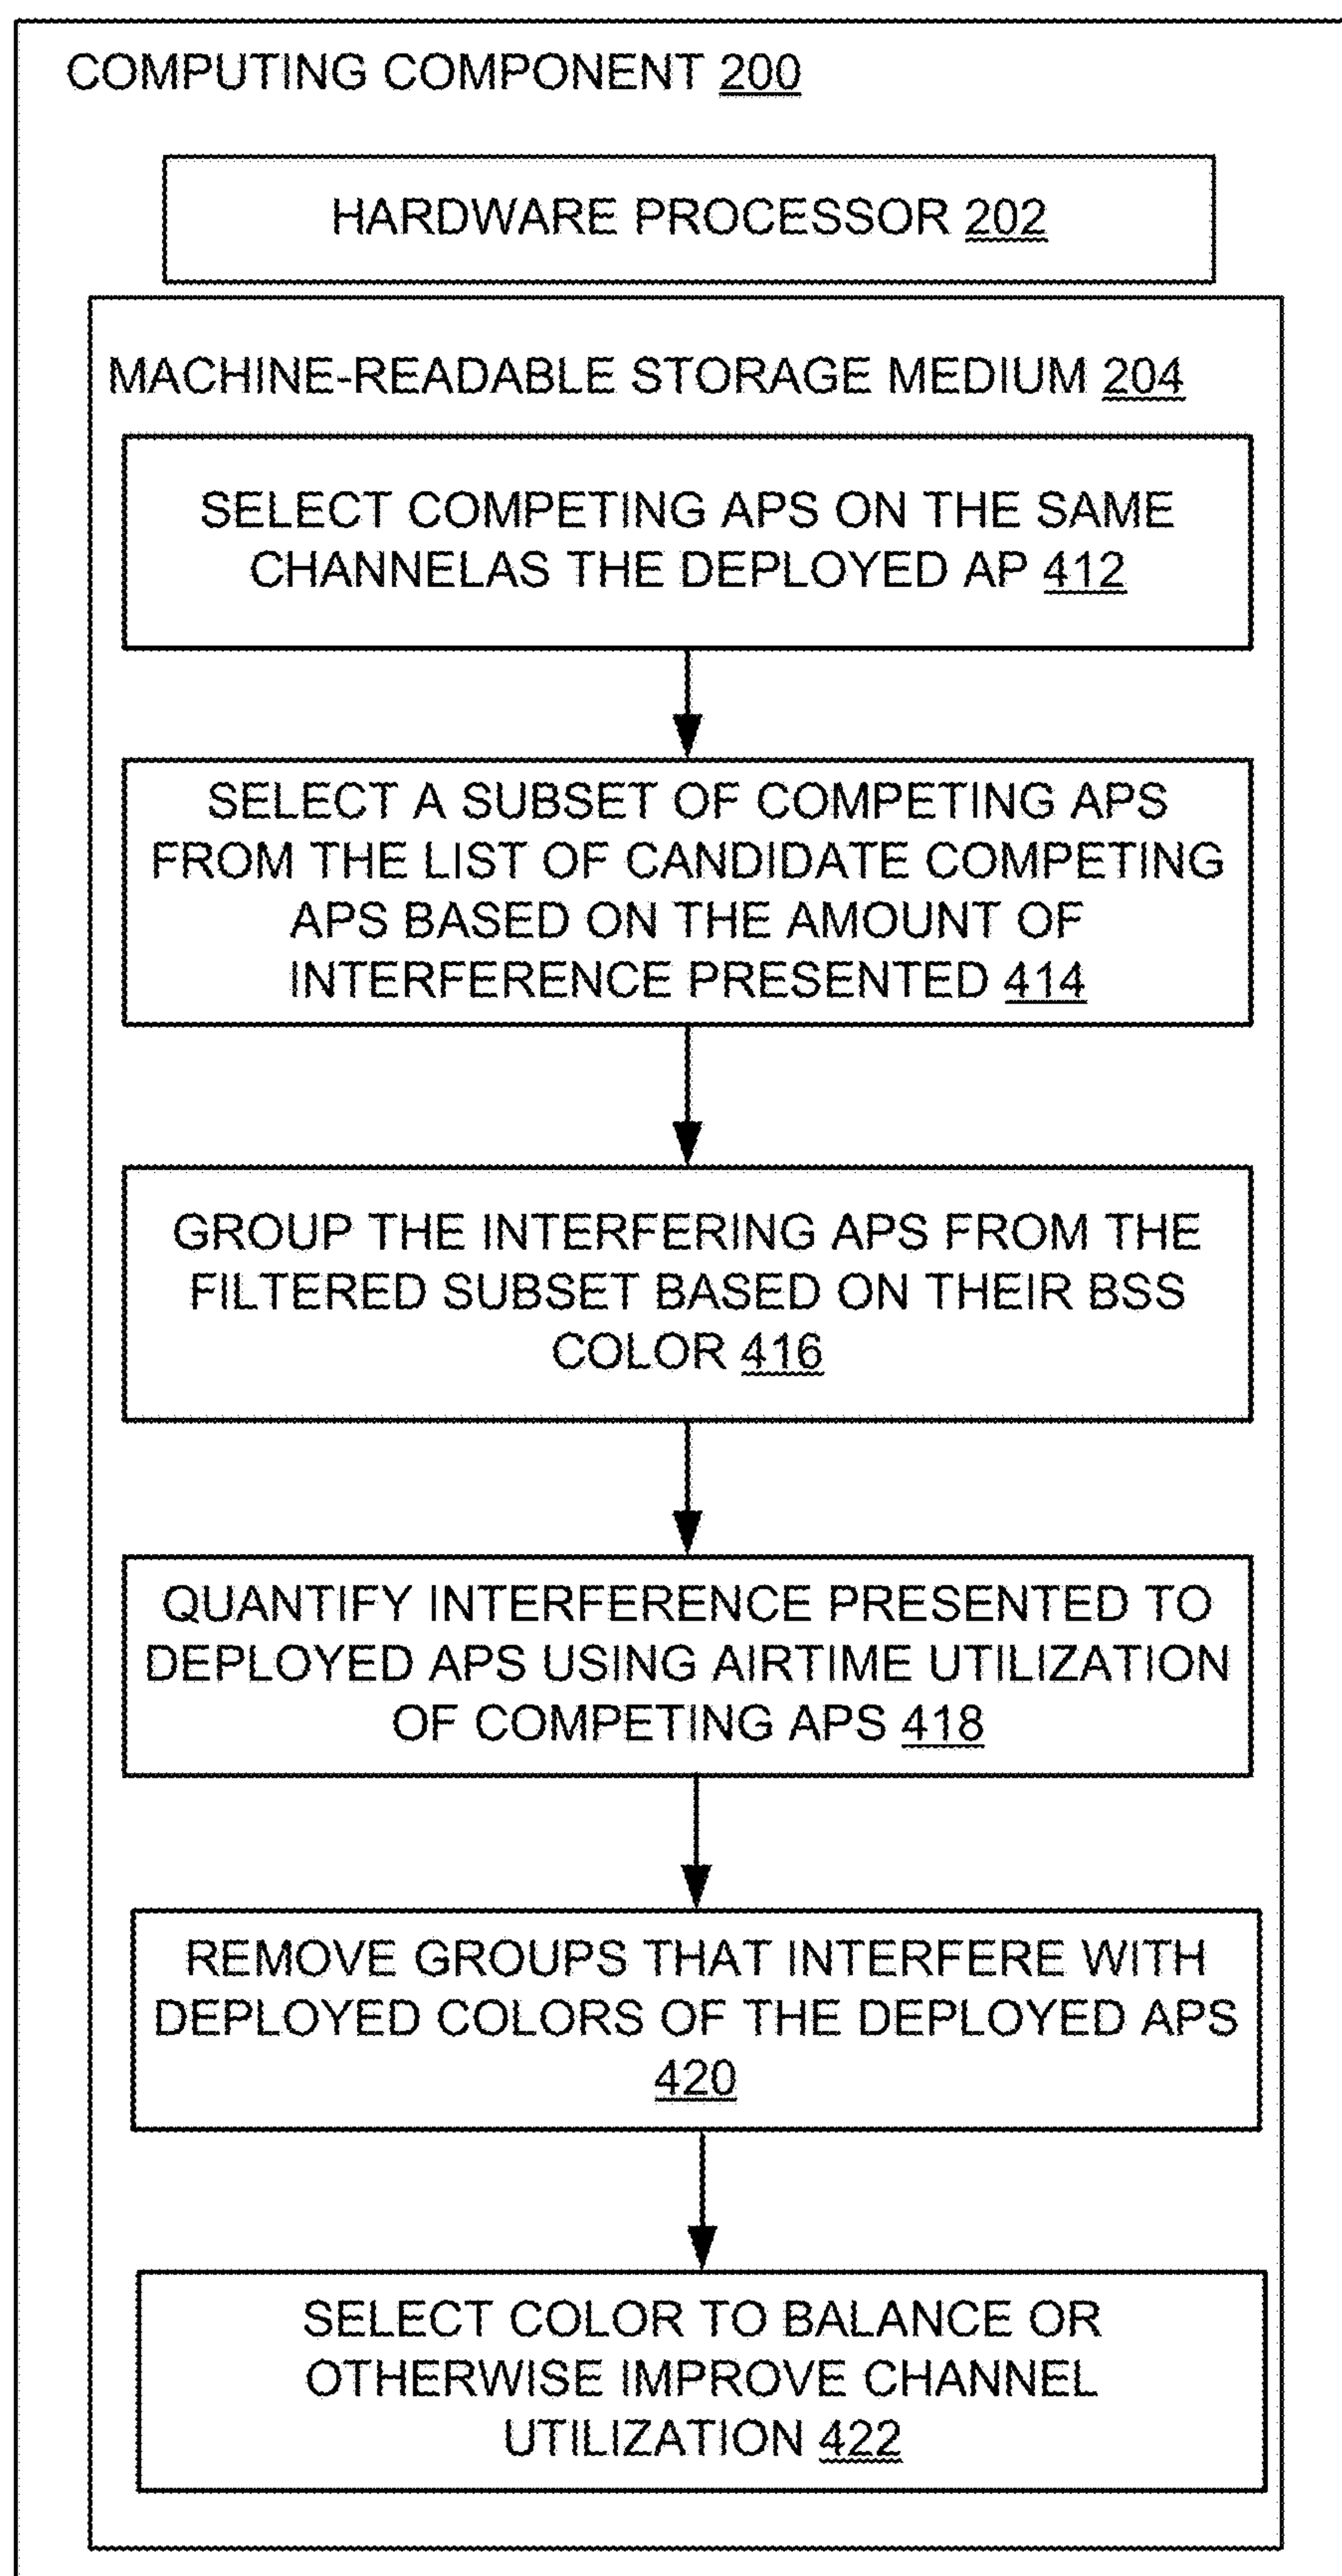 COMPUTING COMPONENT 200
HARDWARE PROCESSOR 202
MACHINE-READABLE STORAGE MEDIUM 204
SELECT COMPETING APS ON THE SAME
CHANNELAS THE DEPLOYED AP 412
SELECT A SUBSET OF COMPETING APS
FROM THE LIST OF CANDIDATE COMPETING
APS BASED ON THE AMOUNT OF
INTERFERENCE PRESENTED 414
GROUP THE INTERFERING APS FROM THE
FILTERED SUBSET BASED ON THEIR BSS
COLOR 416
QUANTIFY INTERFERENCE PRESENTED TO
DEPLOYED APS USING AIRTIME UTILIZATION
OF COMPETING APS 418
REMOVE GROUPS THAT INTERFERE WITH
DEPLOYED COLORS OF THE DEPLOYED APS
420
SELECT COLOR TO BALANCE OR
OTHERWISE IMPROVE CHANNEL
UTILIZATION 422